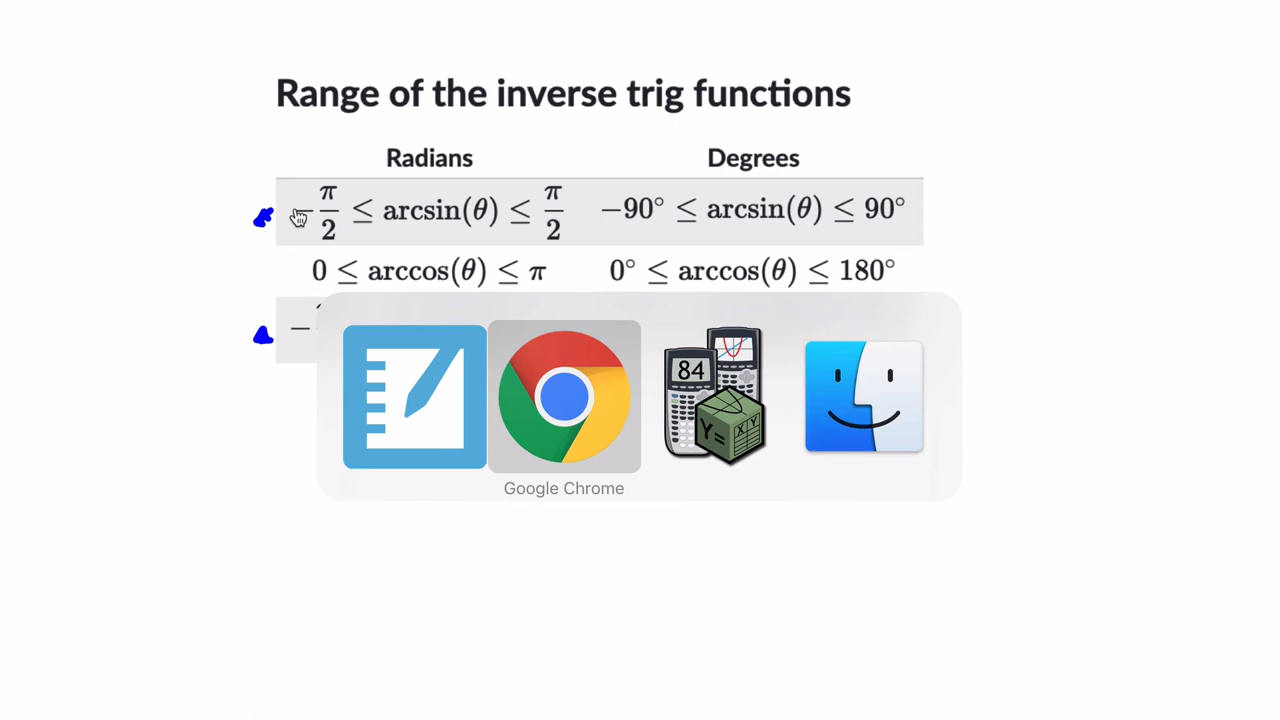 Range of the inverse trig functions
Radians Degrees
−π/2 ≤ arcsin(θ) ≤ π/2 −90° ≤ arcsin(θ) ≤ 90°
0 ≤ arccos(θ) ≤ π 0° ≤ arccos(θ) ≤ 180°
−
84
Y= X Y
Google Chrome